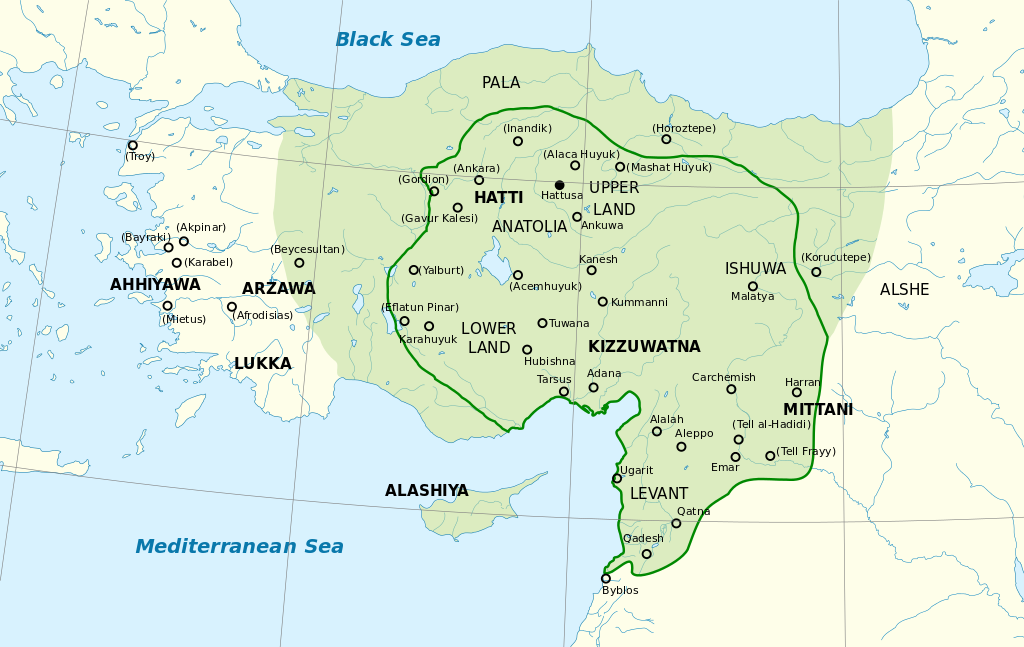 Black Sea
PALA
(Inandik)
(Horoztepe)
(Troy)
(Alaca Huyuk)
(Ankara)
(Mashat Huyuk)
(Gordion)
HATTI
Hattusa
UPPER
LAND
(Gavur Kalesi)
ANATOLIA
Ankuwa
(Akpinar)
(Bayraki)
(Beycesultan)
(Karabel)
Kanesh
(Korucutepe)
(Yalburt)
ISHUWA
(Acemhuyuk)
AHHIYAWA
ARZAWA
ALSHE
Malatya
Kummanni
(Eflatun Pinar)
(Mietus)
(Afrodisias)
Karahuyuk
LOWER
LAND
Tuwana
KIZZUWATNA
Hubishna
LUKKA
Tarsus
Adana
Carchemish
Harran
MITTANI
Alalah
(Tell al-Hadidi)
Aleppo
(Tell Frayy)
Emar
Ugarit
ALASHIYA
LEVANT
Qatna
Qadesh
Mediterranean Sea
Byblos